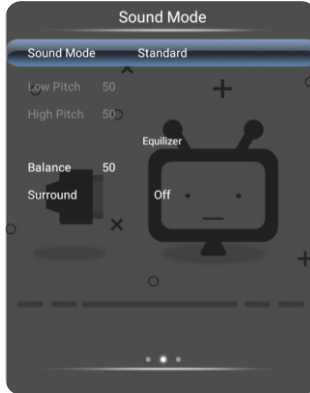 Sound Mode
Sound Mode Standard
Low Pitch 50
High Pitch 50
Equilizer
Balance 50
Surround Off